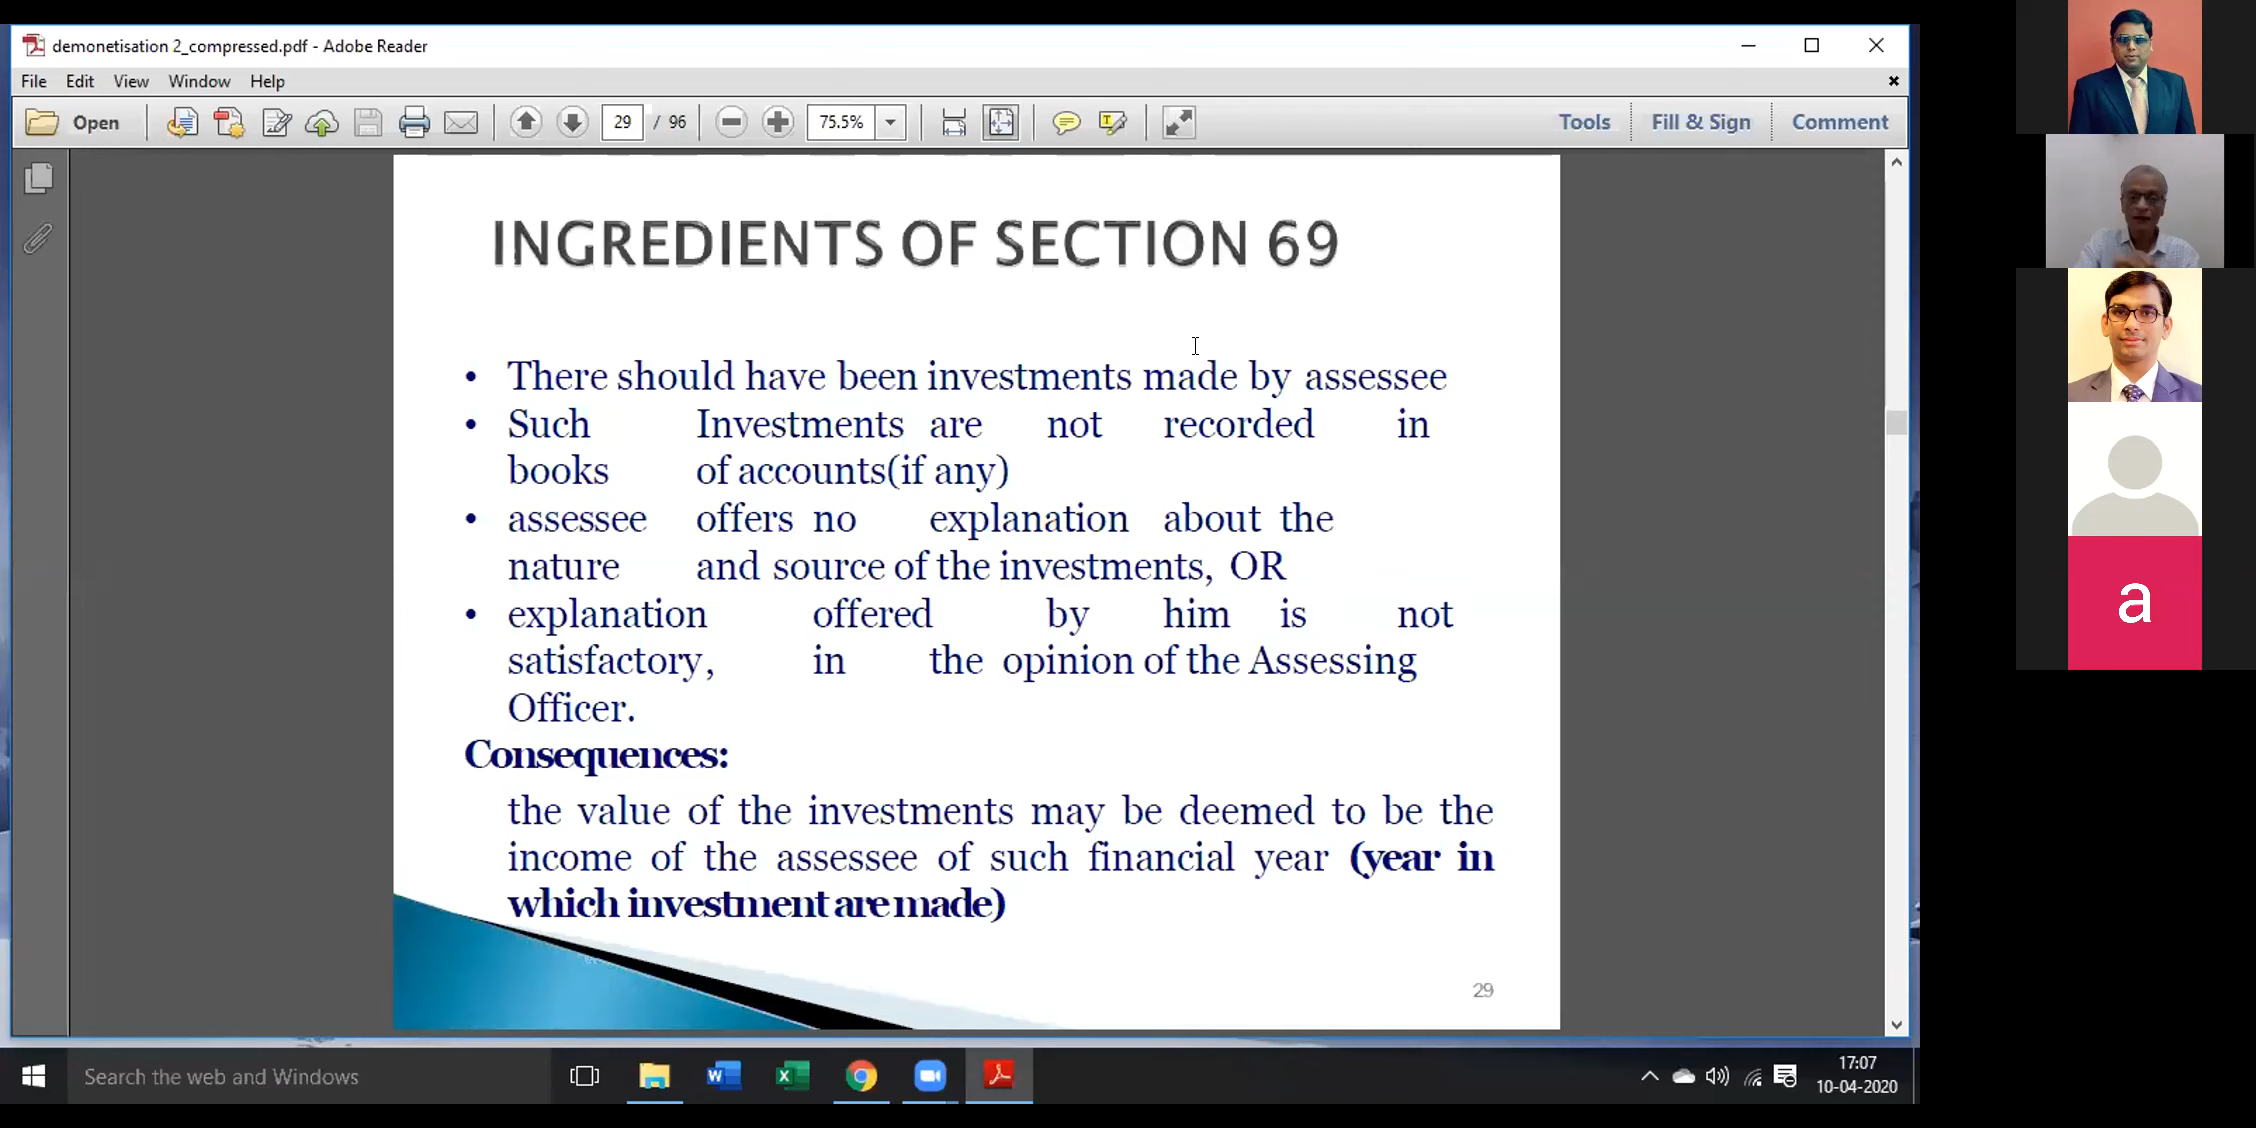 demonetisation 2_compressed.pdf - Adobe Reader
File Edit View Window Help
Open 29 / 96 75.5% Tools Fill & Sign Comment
INGREDIENTS OF SECTION 69
• There should have been investments made by assessee
• Such Investments are not recorded in
books of accounts(if any)
• assessee offers no explanation about the
nature and source of the investments, OR
• explanation offered by him is not
satisfactory, in the opinion of the Assessing
Officer.
Consequences:
the value of the investments may be deemed to be the
income of the assessee of such financial year (year in
which investment are made)
29
a
Search the web and Windows
17:07
10-04-2020